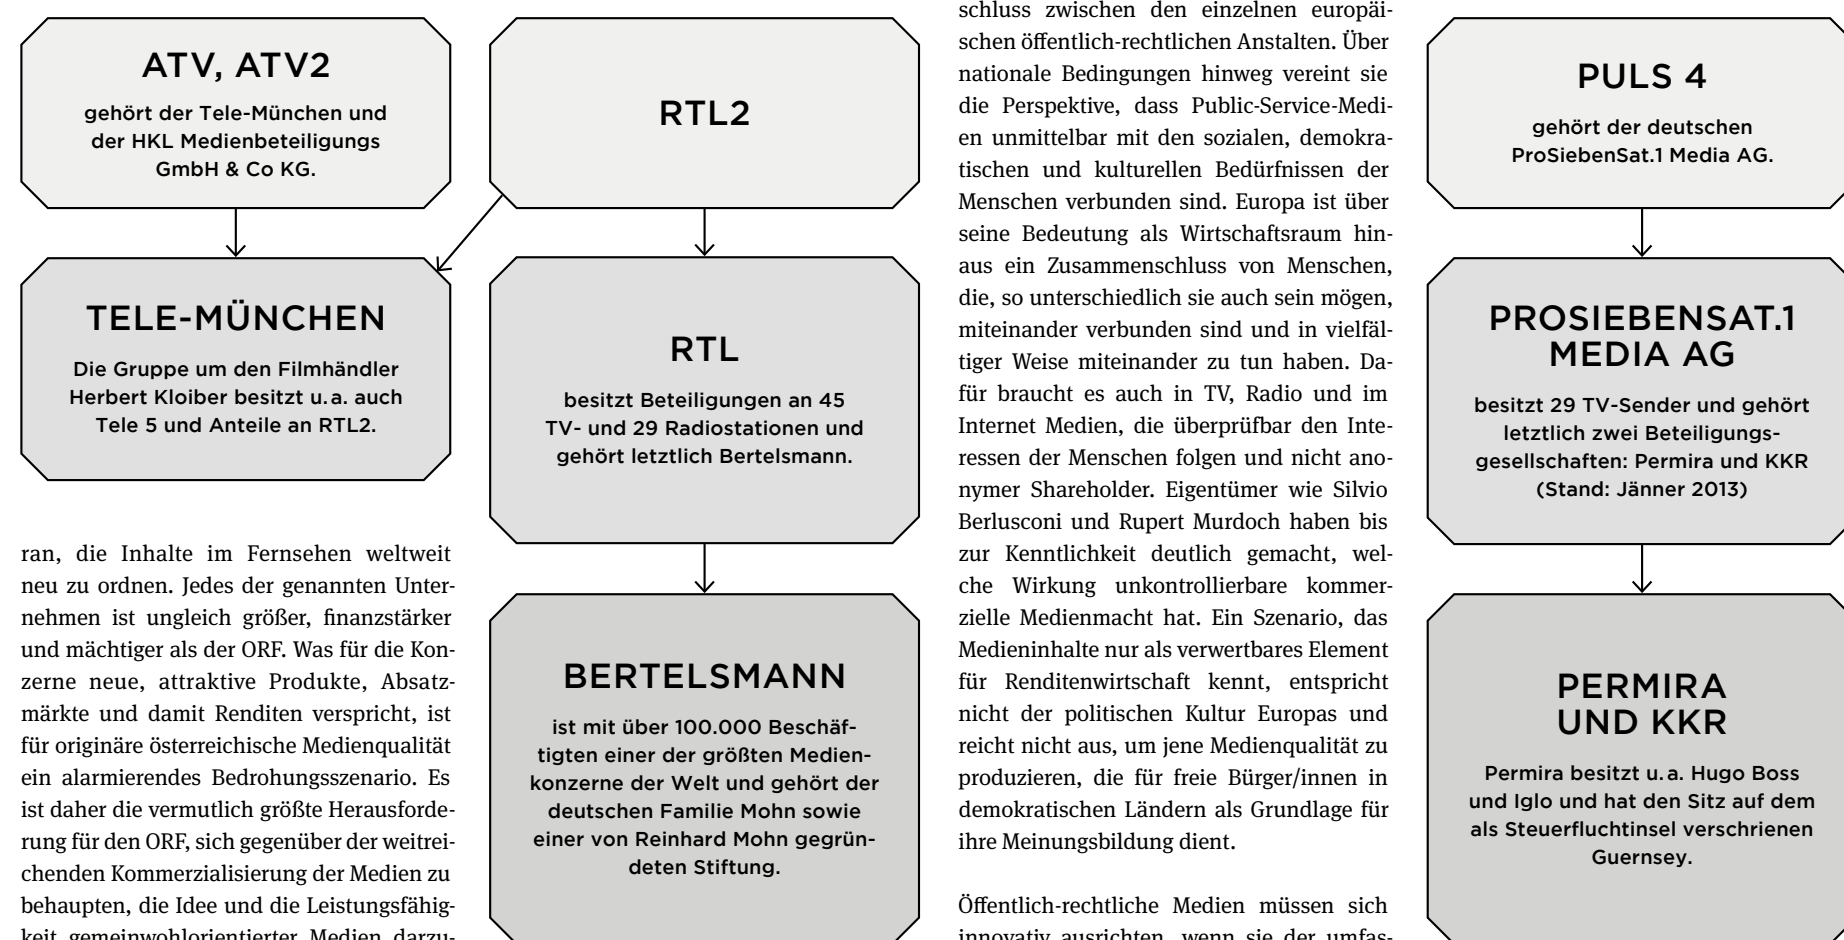 ATV, ATV2
gehört der Tele-München und
der HKL Medienbeteiligungs
GmbH & Co KG.
TELE-MÜNCHEN
Die Gruppe um den Filmhändler
Herbert Kloiber besitzt u. a. auch
Tele 5 und Anteile an RTL2.
ran, die Inhalte im Fernsehen weltweit
neu zu ordnen. Jedes der genannten Unter-
nehmen ist ungleich größer, finanzstärker
und mächtiger als der ORF. Was für die Kon-
zerne neue, attraktive Produkte, Absatz-
märkte und damit Renditen verspricht, ist
für originäre österreichische Medienqualität
ein alarmierendes Bedrohungsszenario. Es
ist daher die vermutlich größte Herausforde-
rung für den ORF, sich gegenüber der weitrei-
chenden Kommerzialisierung der Medien zu
behaupten, die Idee und die Leistungsfähig-
keit gemeinwohlorientierter Medien darzu-
RTL2
RTL
besitzt Beteiligungen an 45
TV- und 29 Radiostationen und
gehört letztlich Bertelsmann.
BERTELSMANN
ist mit über 100.000 Beschäf-
tigten einer der größten Medien-
konzerne der Welt und gehört der
deutschen Familie Mohn sowie
einer von Reinhard Mohn gegrün-
deten Stiftung.
schluss zwischen den einzelnen europäi-
schen öffentlich-rechtlichen Anstalten. Über
nationale Bedingungen hinweg vereint sie
die Perspektive, dass Public-Service-Medi-
en unmittelbar mit den sozialen, demokra-
tischen und kulturellen Bedürfnissen der
Menschen verbunden sind. Europa ist über
seine Bedeutung als Wirtschaftsraum hin-
aus ein Zusammenschluss von Menschen,
die, so unterschiedlich sie auch sein mögen,
miteinander verbunden sind und in vielfäl-
tiger Weise miteinander zu tun haben. Da-
für braucht es auch in TV, Radio und im
Internet Medien, die überprüfbar den Inte-
ressen der Menschen folgen und nicht ano-
nymer Shareholder. Eigentümer wie Silvio
Berlusconi und Rupert Murdoch haben bis
zur Kenntlichkeit deutlich gemacht, wel-
che Wirkung unkontrollierbare kommer-
zielle Medienmacht hat. Ein Szenario, das
Medieninhalte nur als verwertbares Element
für Renditenwirtschaft kennt, entspricht
nicht der politischen Kultur Europas und
reicht nicht aus, um jene Medienqualität zu
produzieren, die für freie Bürger/innen in
demokratischen Ländern als Grundlage für
ihre Meinungsbildung dient.
Öffentlich-rechtliche Medien müssen sich
innovativ ausrichten, wenn sie der umfas-
PULS 4
gehört der deutschen
ProSiebenSat.1 Media AG.
PROSIEBENSAT.1
MEDIA AG
besitzt 29 TV-Sender und gehört
letztlich zwei Beteiligungs-
gesellschaften: Permira und KKR
(Stand: Jänner 2013)
PERMIRA
UND KKR
Permira besitzt u. a. Hugo Boss
und Iglo und hat den Sitz auf dem
als Steuerfluchtinsel verschrienen
Guernsey.